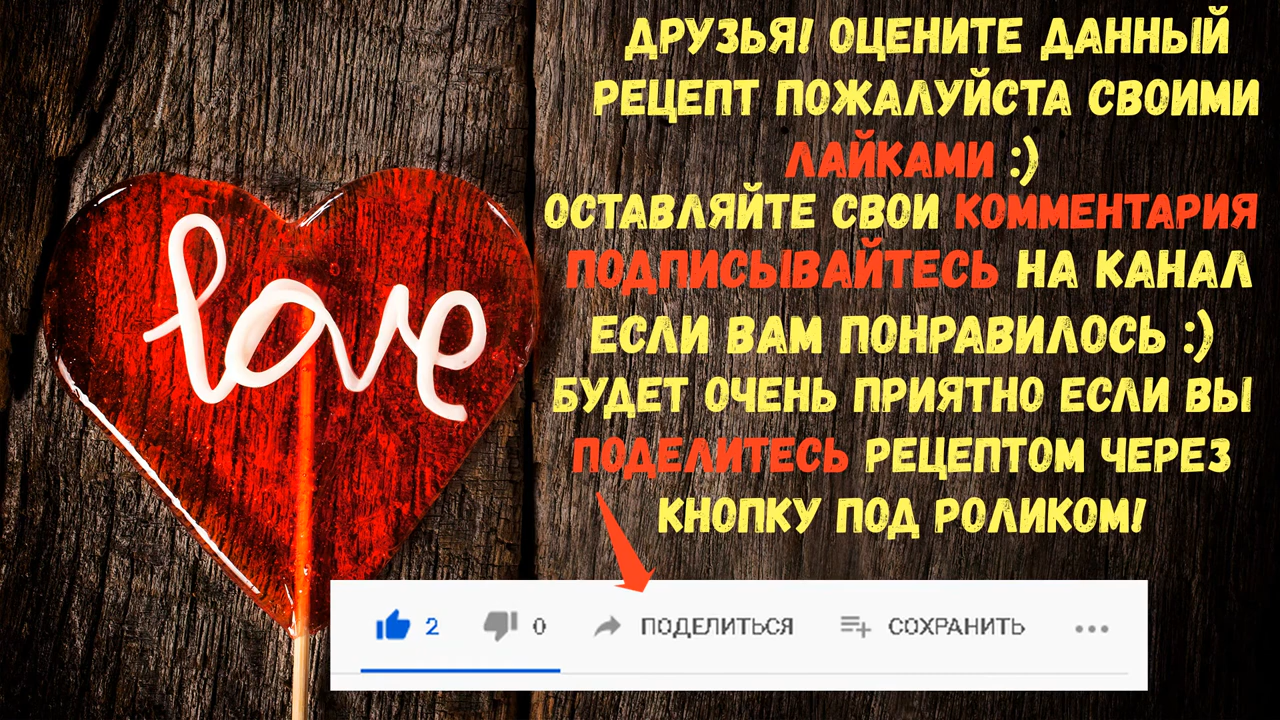 ДРУЗЬЯ! ОЦЕНИТЕ ДАННЫЙ
РЕЦЕПТ ПОЖАЛУЙСТА СВОИМИ
ЛАЙКАМИ :)
ОСТАВЛЯЙТЕ СВОИ КОММЕНТАРИЯ
ПОДПИСЫВАЙТЕСЬ НА КАНАЛ
ЕСЛИ ВАМ ПОНРАВИЛОСЬ :)
БУДЕТ ОЧЕНЬ ПРИЯТНО ЕСЛИ ВЫ
ПОДЕЛИТЕСЬ РЕЦЕПТОМ ЧЕРЕЗ
КНОПКУ ПОД РОЛИКОМ!
love
2 0 ПОДЕЛИТЬСЯ СОХРАНИТЬ